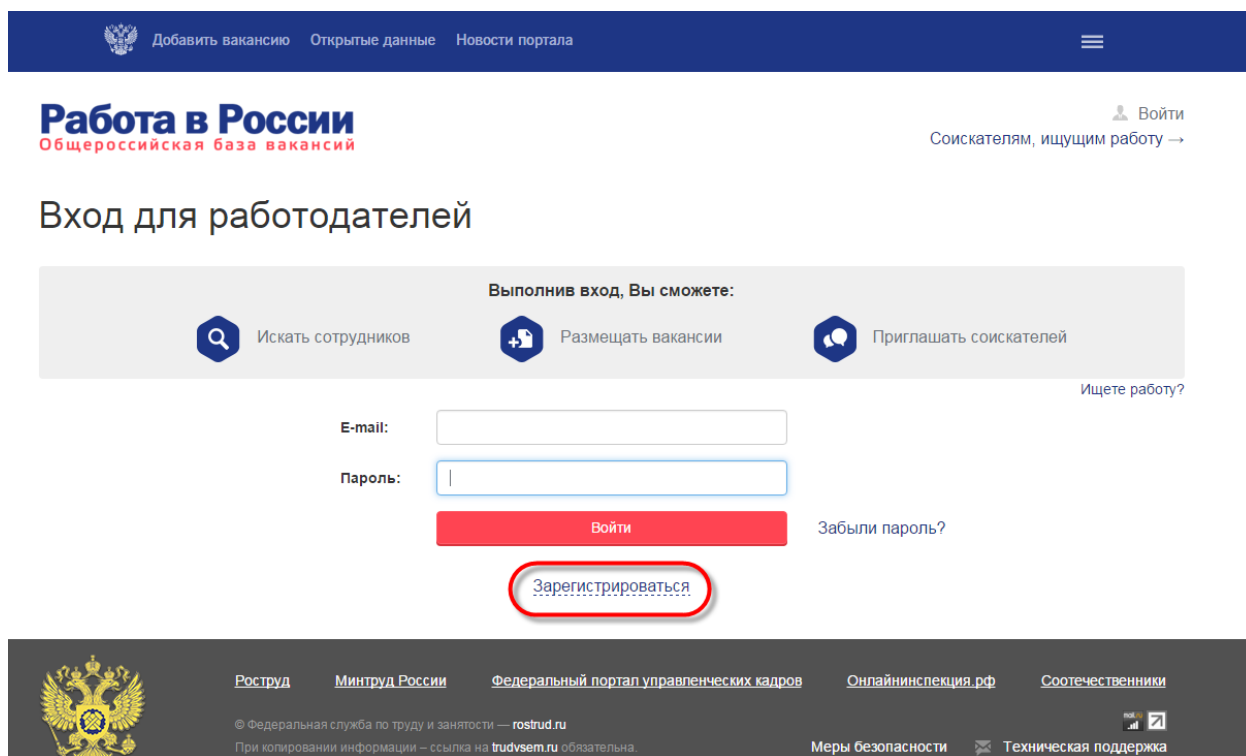 Добавить вакансию Открытые данные Новости портала
Работа в России
Общероссийская база вакансий
Войти
Соискателям, ищущим работу →
Вход для работодателей
Выполнив вход, Вы сможете:
Искать сотрудников Размещать вакансии Приглашать соискателей
Ищете работу?
E-mail:
Пароль:
Войти Забыли пароль?
Зарегистрироваться
Роструд Минтруд России Федеральный портал управленческих кадров Онлайнинспекция.рф Соотечественники
© Федеральная служба по труду и занятости — rostrud.ru
При копировании информации – ссылка на trudvsem.ru обязательна.
Меры безопасности Техническая поддержка